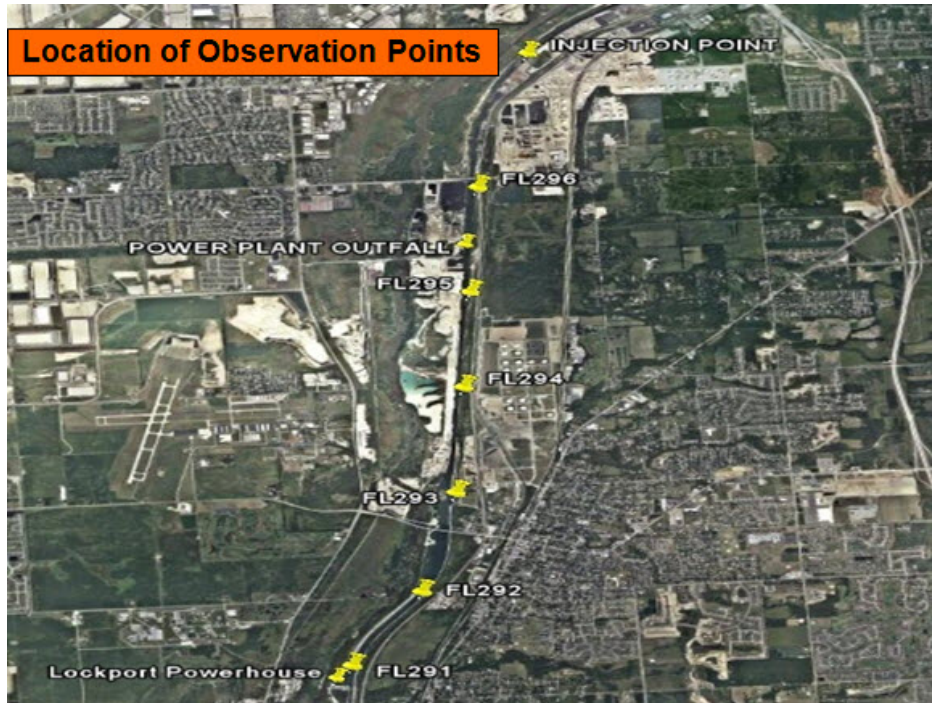 Location of Observation Points
INJECTION POINT
FL296
POWER PLANT OUTFALL
FL295
FL294
FL293
FL292
FL291
Lockport Powerhouse